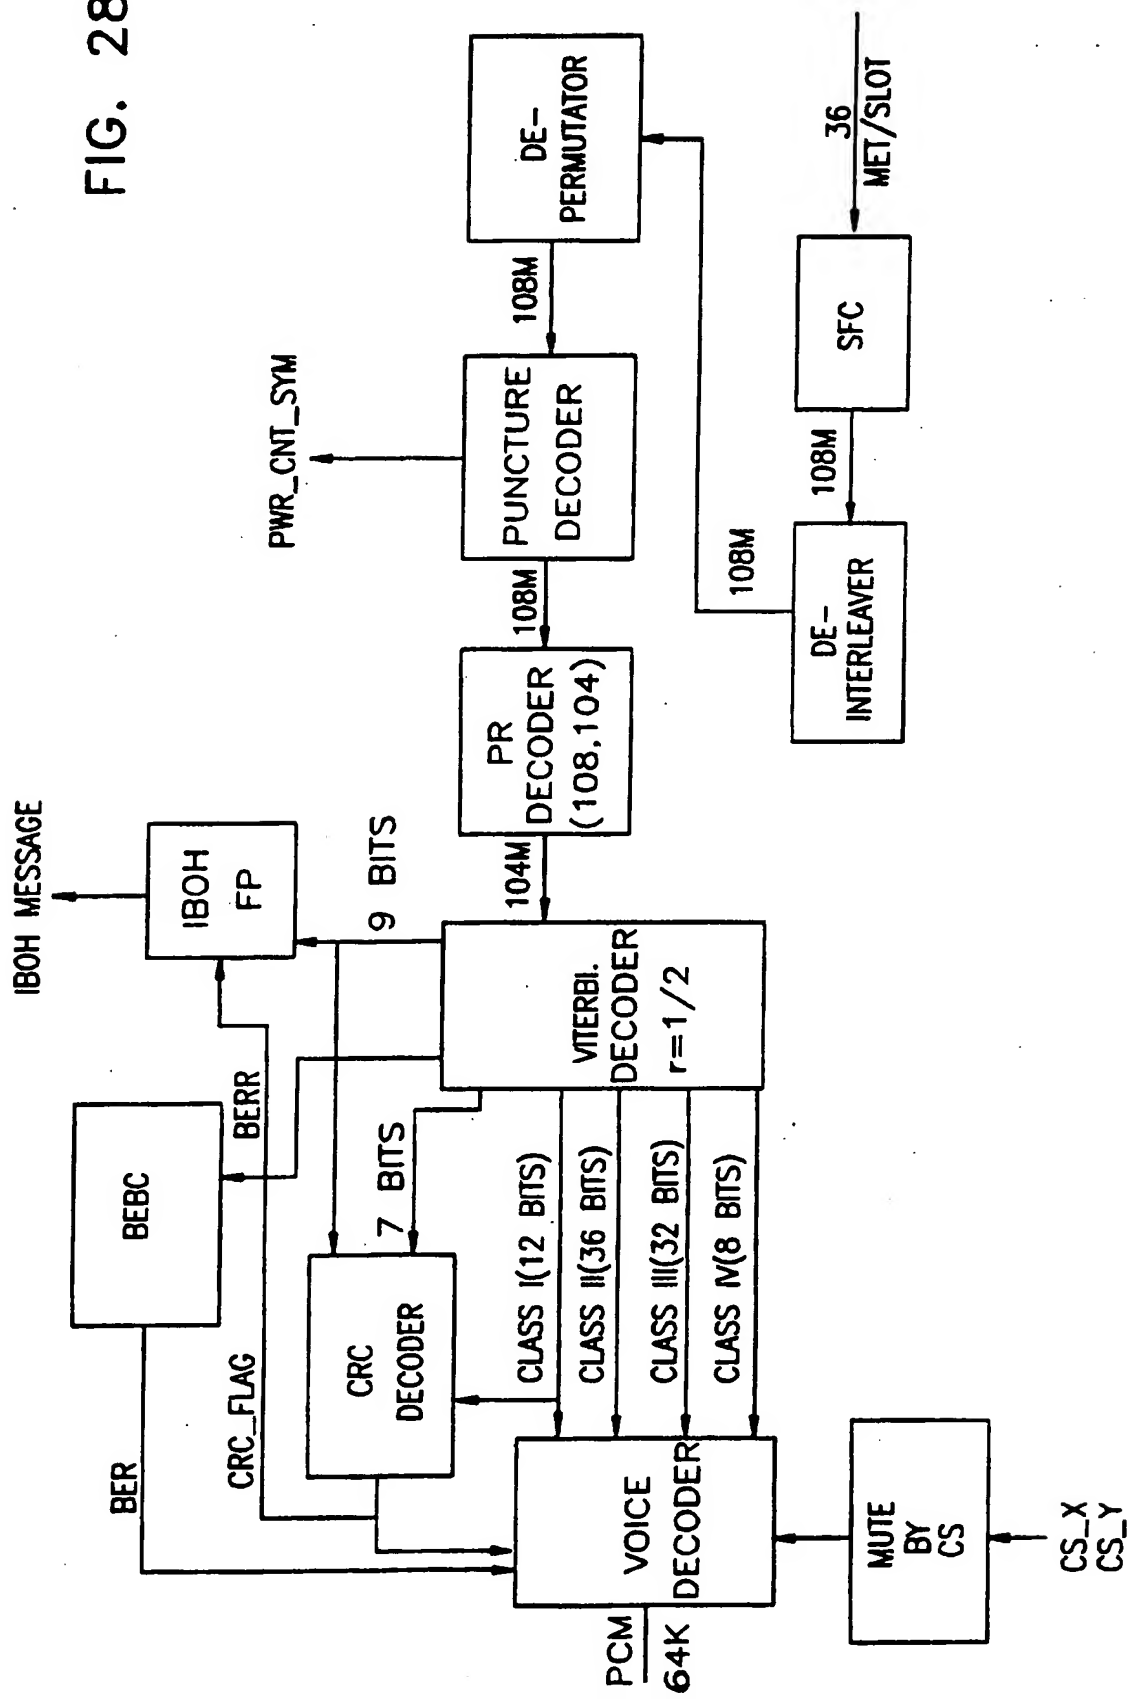 FIG. 28
IBOH MESSAGE
IBOH
FP
9 BITS
BEBC
BERR
BER
CRC_FLAG
7 BITS
CRC
DECODER
PWR_CNT_SYM
DE-
PERMUTATOR
108M
PUNCTURE
DECODER
108M
PR
DECODER
(108,104)
104M
VITERBI.
DECODER
r=1/2
CLASS I(12 BITS)
CLASS II(36 BITS)
CLASS III(32 BITS)
CLASS IV(8 BITS)
VOICE
DECODER
PCM
64K
36
MET/SLOT
SFC
108M
DE-
INTERLEAVER
108M
MUTE
BY
CS
CS_X
CS_Y